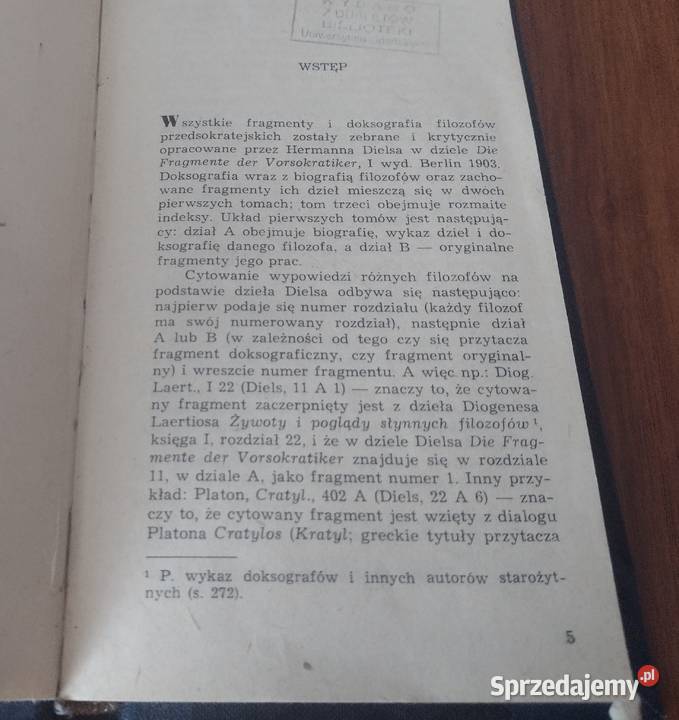 WYDANO
Z DUBLETÓW
BIBLIOTEKI
WSTĘP
Wszystkie fragmenty i doksografia filozofów
przedsokratejskich zostały zebrane i krytycznie
opracowane przez Hermanna Dielsa w dziele Die
Fragmente der Vorsokratiker, I wyd. Berlin 1903.
Doksografia wraz z biografią filozofów oraz zacho-
wane fragmenty ich dzieł mieszczą się w dwóch
pierwszych tomach; tom trzeci obejmuje rozmaite
indeksy. Układ pierwszych tomów jest następują-
cy: dział A obejmuje biografię, wykaz dzieł i do-
ksografię danego filozofa, a dział B — oryginalne
fragmenty jego prac.
Cytowanie wypowiedzi różnych filozofów na
podstawie dzieła Dielsa odbywa się następująco:
najpierw podaje się numer rozdziału (każdy filozof
ma swój numerowany rozdział), następnie dział
A lub B (w zależności od tego czy się przytacza
fragment doksograficzny, czy fragment oryginal-
ny) i wreszcie numer fragmentu. A więc np.: Diog.
Laert., I 22 (Diels, 11 A 1) — znaczy to, że cytowa-
ny fragment zaczerpnięty jest z dzieła Diogenesa
Laertiosa Żywoty i poglądy słynnych filozofów ¹,
księga I, rozdział 22, i że w dziele Dielsa Die Frag-
mente der Vorsokratiker znajduje się w rozdziale
11, w dziale A, jako fragment numer 1. Inny przy-
kład: Platon, Cratyl., 402 A (Diels, 22 A 6) — zna-
czy to, że cytowany fragment jest wzięty z dialogu
Platona Cratylos (Kratyl; greckie tytuły przytacza
¹ P. wykaz doksografów i innych autorów starożyt-
nych (s. 272).
5
Sprzedajemy.pl